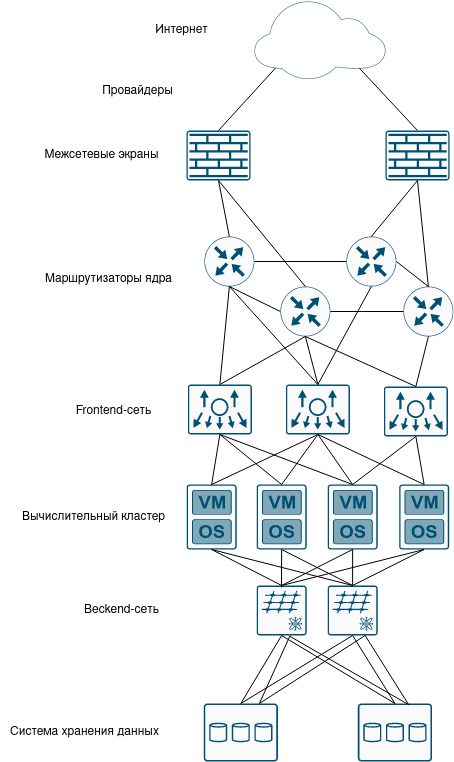 Интернет
Провайдеры
Межсетевые экраны
Маршрутизаторы ядра
Frontend-сеть
Вычислительный кластер
VM VM VM VM
OS OS OS OS
Beckend-сеть
Система хранения данных